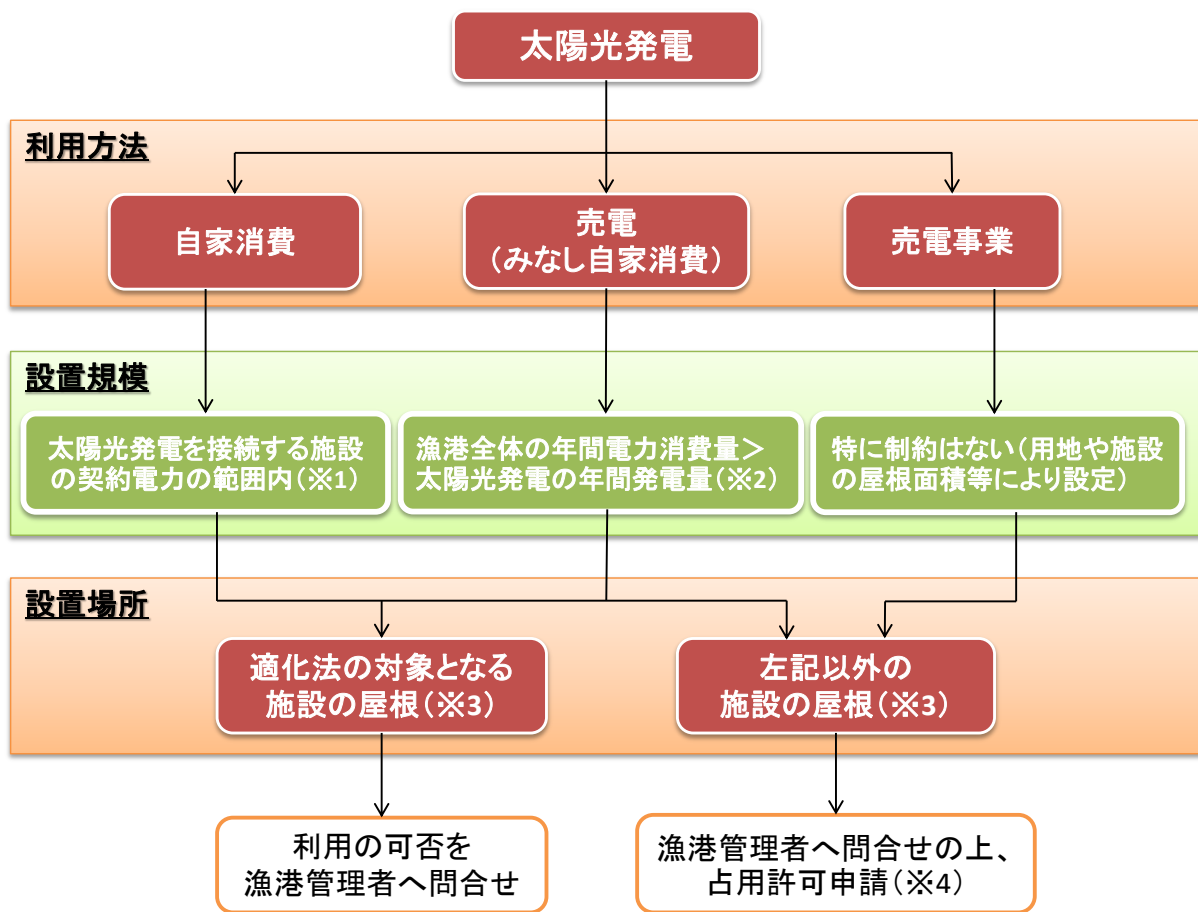 太陽光発電
利用方法
自家消費
売電
（みなし自家消費）
売電事業
設置規模
太陽光発電を接続する施設
の契約電力の範囲内（※1）
漁港全体の年間電力消費量＞
太陽光発電の年間発電量（※2）
特に制約はない（用地や施設
の屋根面積等により設定）
設置場所
適化法の対象となる
施設の屋根（※3）
左記以外の
施設の屋根（※3）
利用の可否を
漁港管理者へ問合せ
漁港管理者へ問合せの上、
占用許可申請（※4）